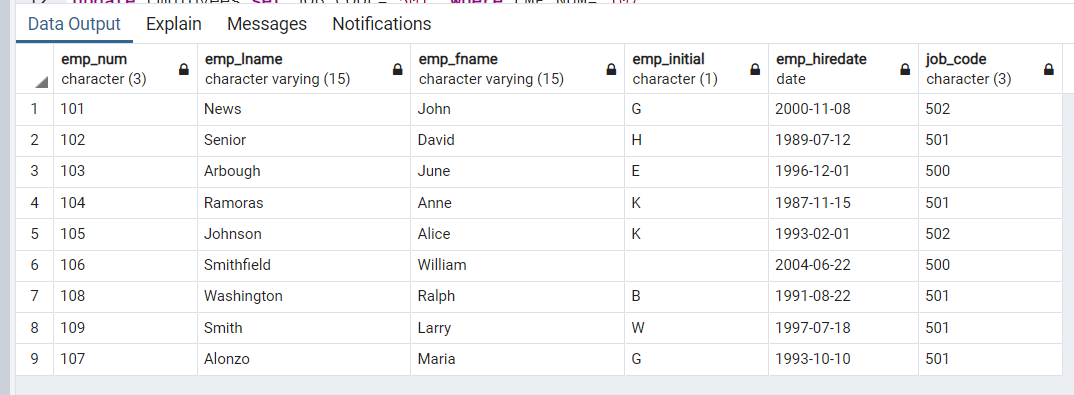 Data Output Explain Messages Notifications
emp_num emp_lname emp_fname emp_initial emp_hiredate job_code
character (3) character varying (15) character varying (15) character (1) date character (3)
1 101 News John G 2000-11-08 502
2 102 Senior David H 1989-07-12 501
3 103 Arbough June E 1996-12-01 500
4 104 Ramoras Anne K 1987-11-15 501
5 105 Johnson Alice K 1993-02-01 502
6 106 Smithfield William 2004-06-22 500
7 108 Washington Ralph B 1991-08-22 501
8 109 Smith Larry W 1997-07-18 501
9 107 Alonzo Maria G 1993-10-10 501